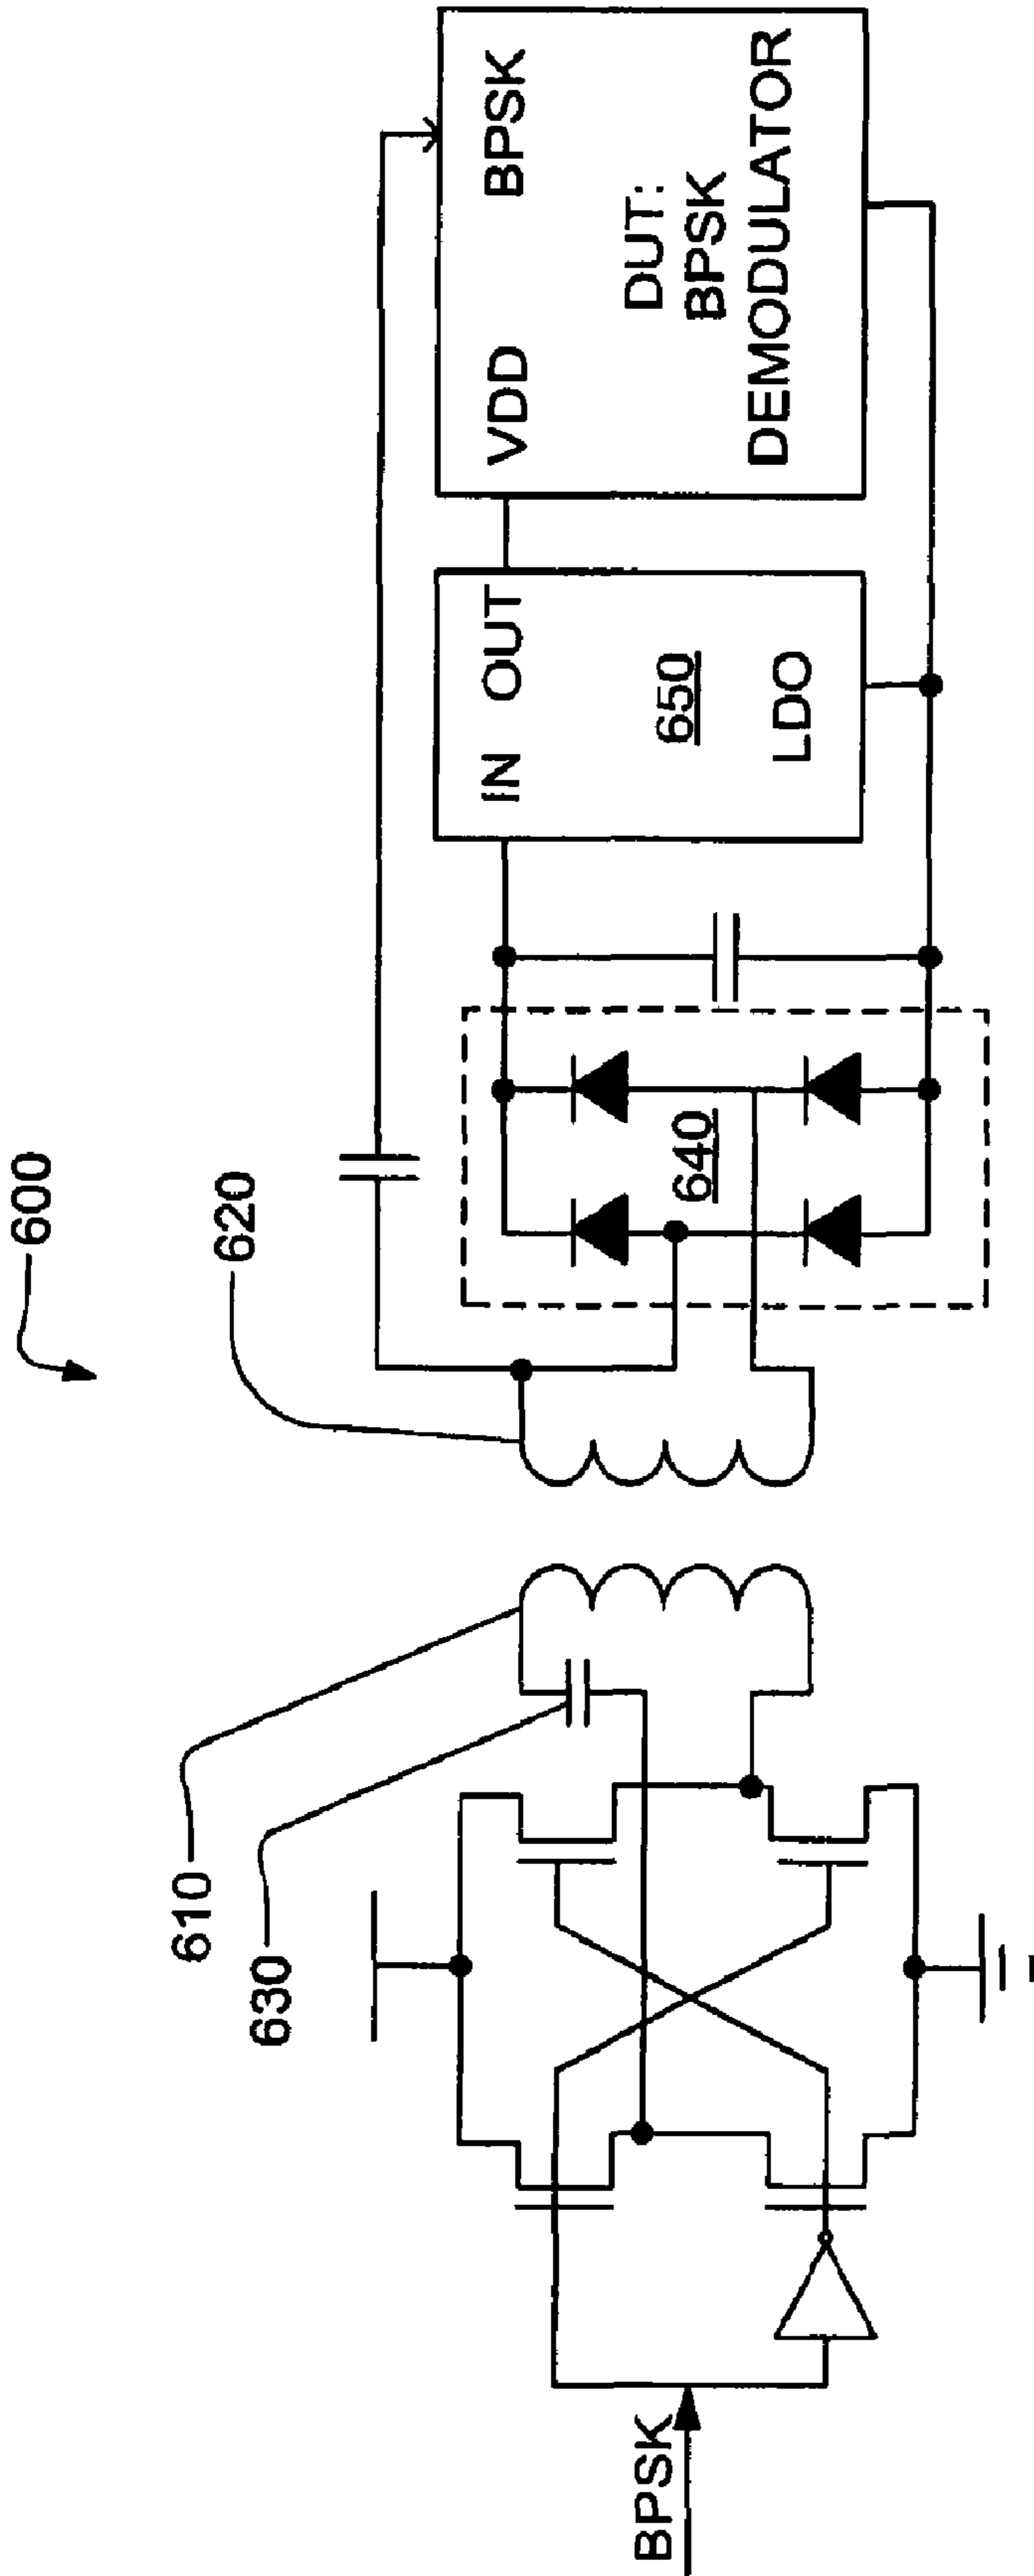 600
620
610
630
BPSK
640
IN OUT
650
LDO
VDD BPSK
DUT:
BPSK
DEMODULATOR